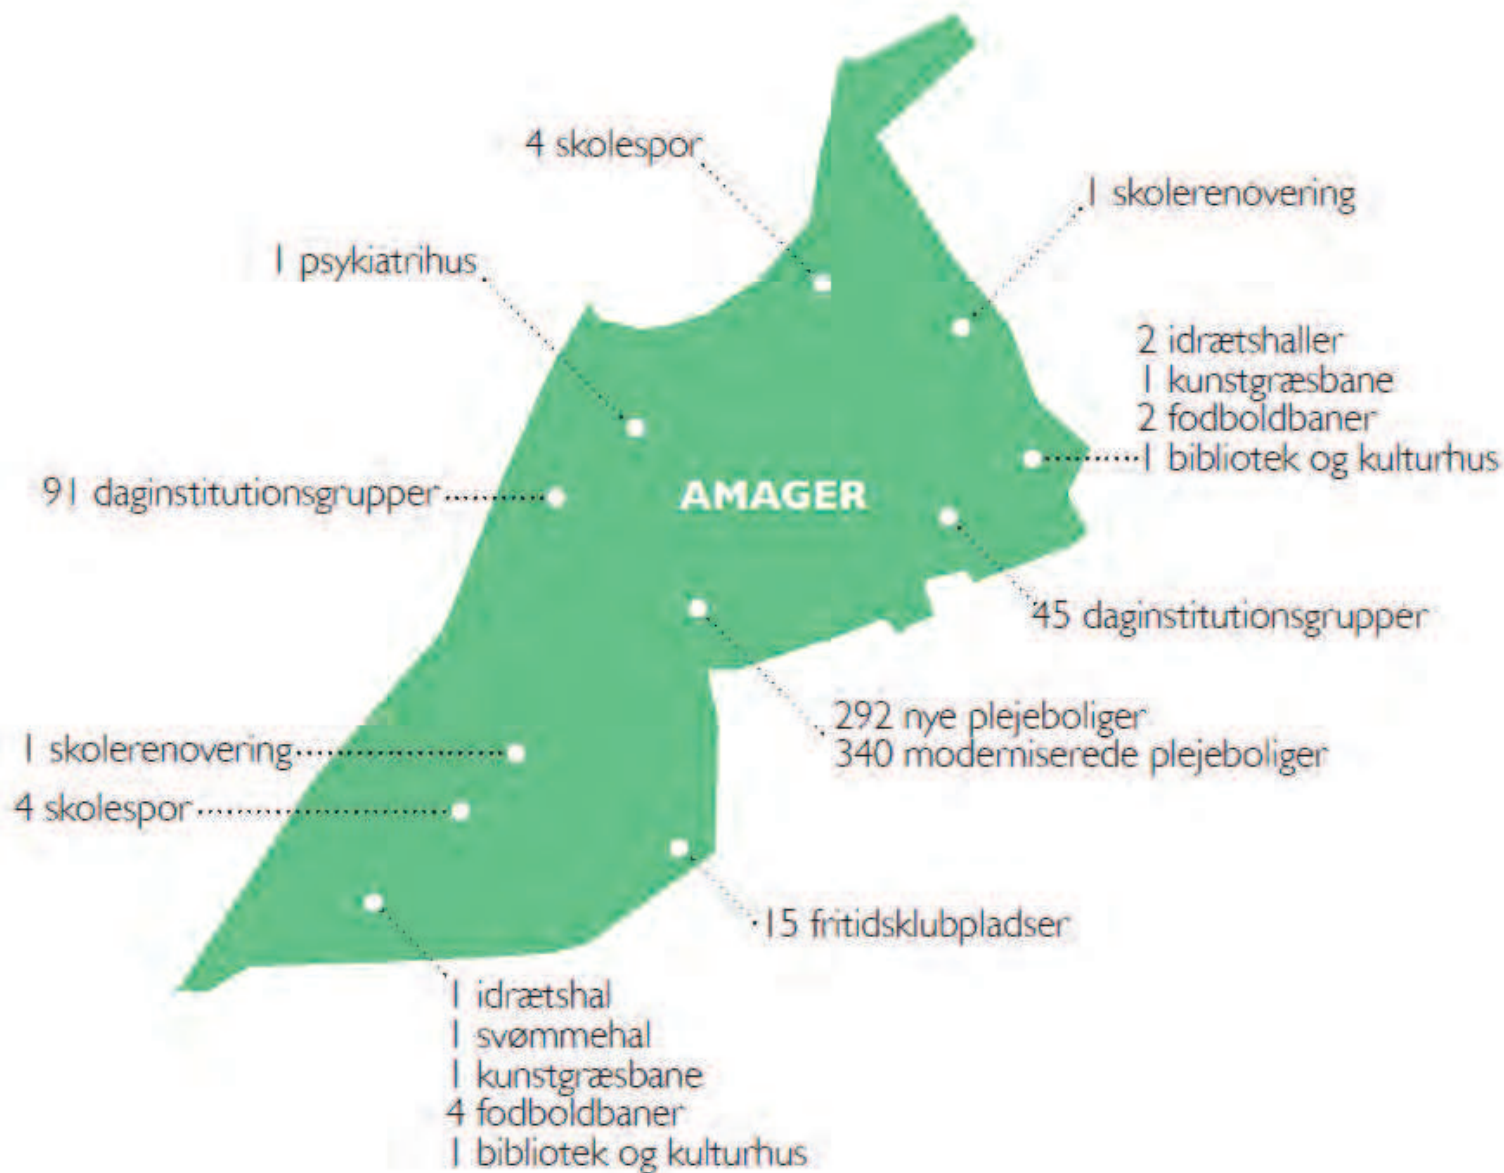 4 skolespor
1 skolerenovering
1 psykiatrihus
2 idrætshaller
1 kunstgræsbane
2 fodboldbaner
1 bibliotek og kulturhus
91 daginstitutionsgrupper
AMAGER
45 daginstitutionsgrupper
292 nye plejeboliger
340 moderniserede plejeboliger
1 skolerenovering
4 skolespor
15 fritidsklubpladser
1 idrætshal
1 svømmehal
1 kunstgræsbane
4 fodboldbaner
1 bibliotek og kulturhus